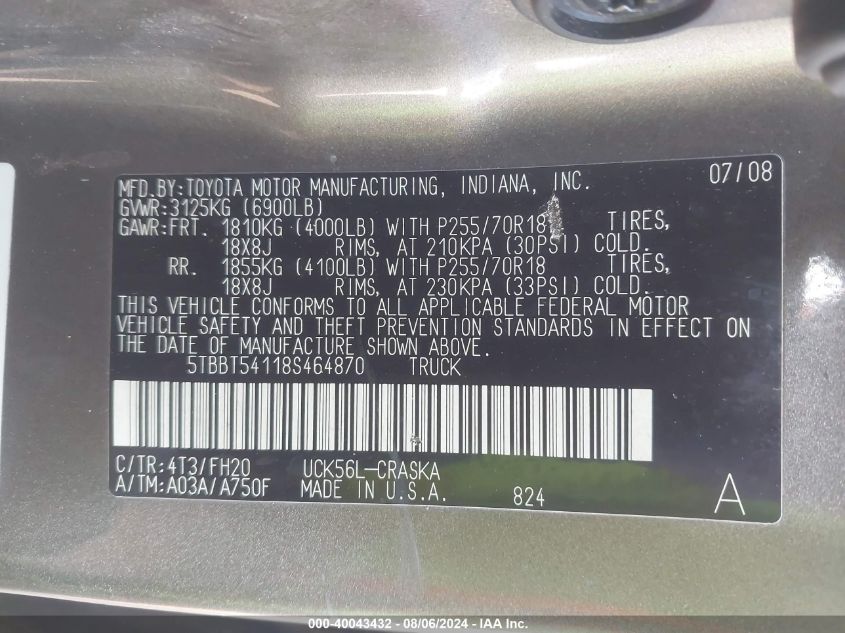 MFD.BY:TOYOTA MOTOR MANUFACTURING, INDIANA, INC. 07/08
GVWR:3125KG (6900LB)
GAWR:FRT. 1810KG (4000LB) WITH P255/70R18 TIRES,
18X8J RIMS, AT 210KPA (30PSI) COLD.
RR. 1855KG (4100LB) WITH P255/70R18 TIRES,
18X8J RIMS, AT 230KPA (33PSI) COLD.
THIS VEHICLE CONFORMS TO ALL APPLICABLE FEDERAL MOTOR
VEHICLE SAFETY AND THEFT PREVENTION STANDARDS IN EFFECT ON
THE DATE OF MANUFACTURE SHOWN ABOVE.
5TBBT54118S464870 TRUCK
C/TR:4T3/FH20 UCK56L-CRASKA
A/TM:A03A/A750F MADE IN U.S.A. 824 A
000-40043432 - 08/06/2024 - IAA Inc.